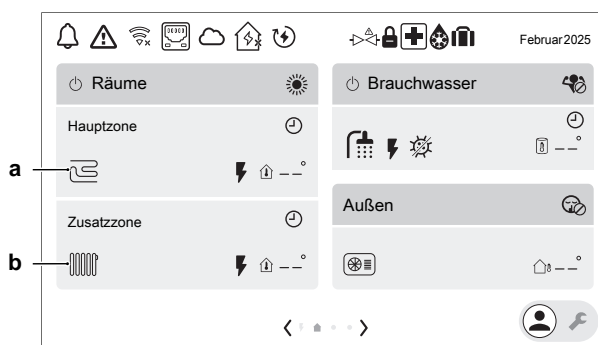 Februar 2025
Räume
Brauchwasser
Hauptzone
a
– –°
– –°
Zusatzzone
Außen
b
– –°
– –°